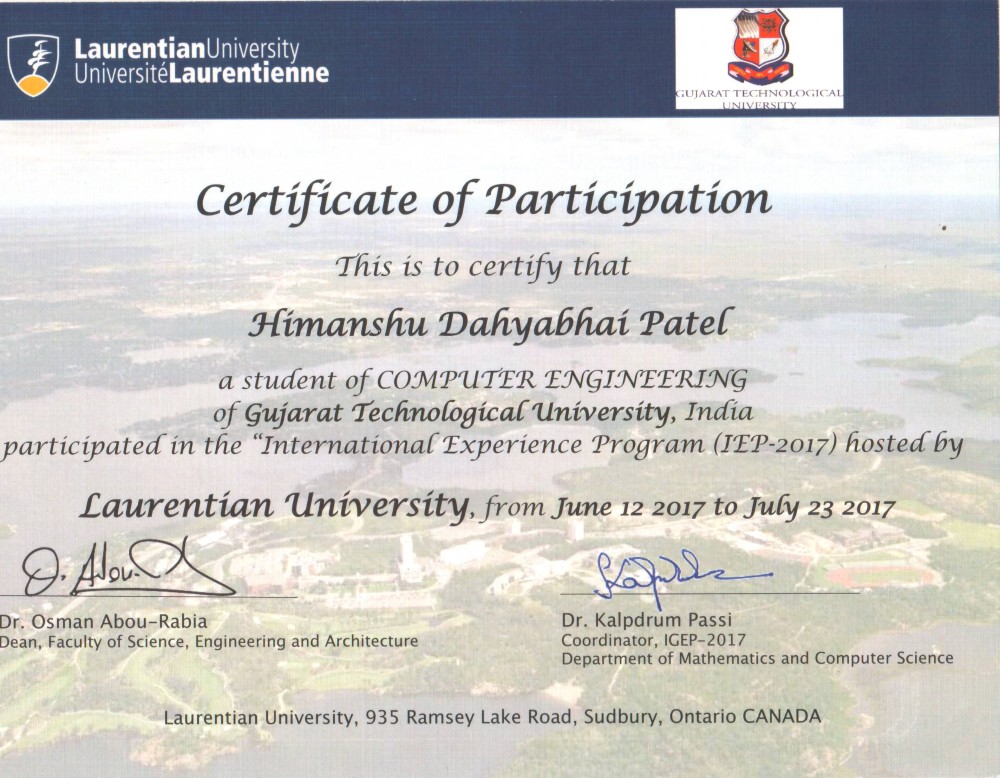 LaurentianUniversity
UniversitéLaurentienne
GUJARAT TECHNOLOGICAL
UNIVERSITY
Certificate of Participation
This is to certify that
Himanshu Dahyabhai Patel
a student of COMPUTER ENGINEERING
of Gujarat Technological University, India
participated in the “International Experience Program (IEP-2017) hosted by
Laurentian University, from June 12 2017 to July 23 2017
Dr. Osman Abou-Rabia
Dean, Faculty of Science, Engineering and Architecture
Dr. Kalpdrum Passi
Coordinator, IGEP-2017
Department of Mathematics and Computer Science
Laurentian University, 935 Ramsey Lake Road, Sudbury, Ontario CANADA